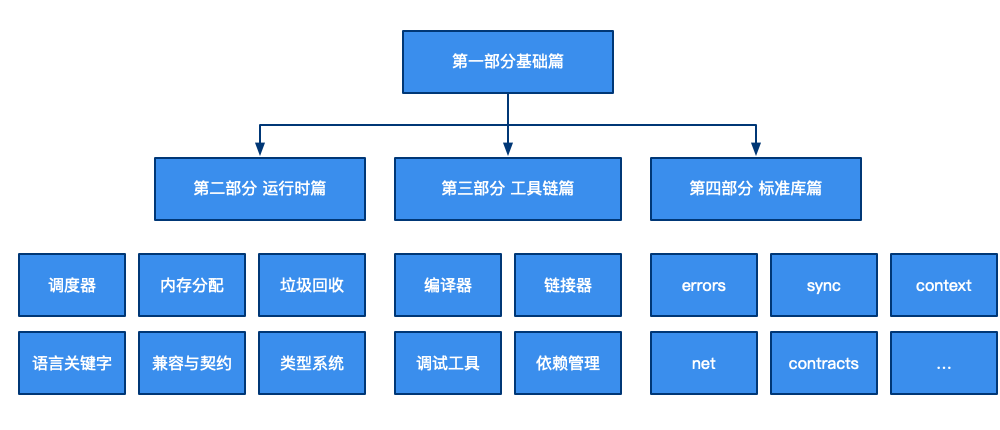 第一部分基础篇
第二部分 运行时篇
第三部分 工具链篇
第四部分 标准库篇
调度器
内存分配
垃圾回收
编译器
链接器
errors
sync
context
语言关键字
兼容与契约
类型系统
调试工具
依赖管理
net
contracts
...